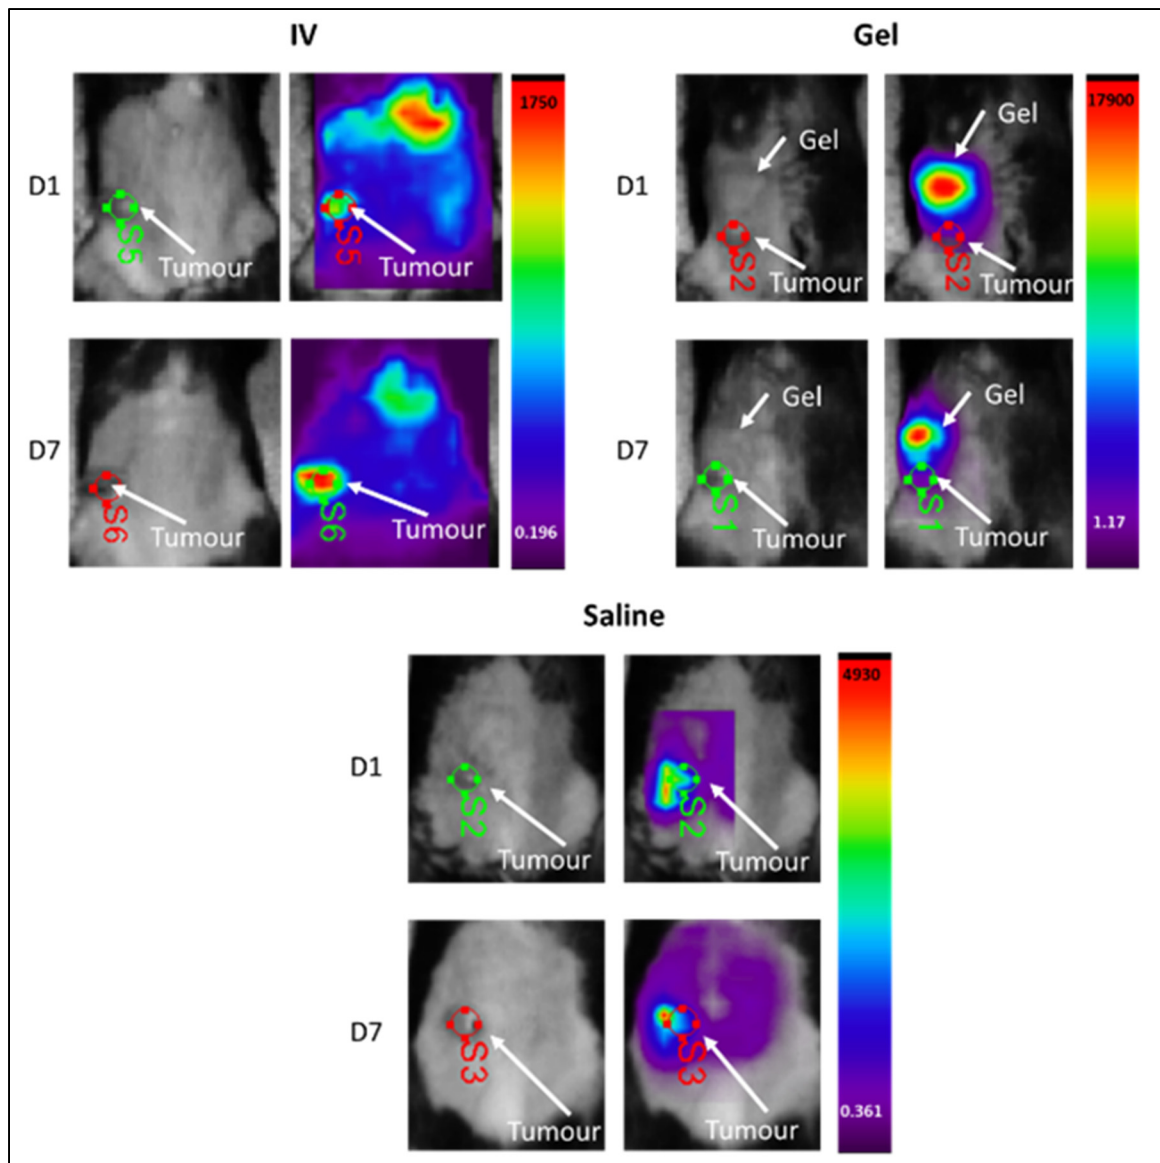 IV
D1
S5
Tumour
S5
Tumour
1750
0.196
D7
S6
Tumour
S6
Tumour
Gel
D1
Gel
S2
Tumour
Gel
S2
Tumour
17900
1.17
D7
Gel
S1
Tumour
Gel
S1
Tumour
Saline
D1
S2
Tumour
S2
Tumour
4930
0.361
D7
S3
Tumour
S3
Tumour